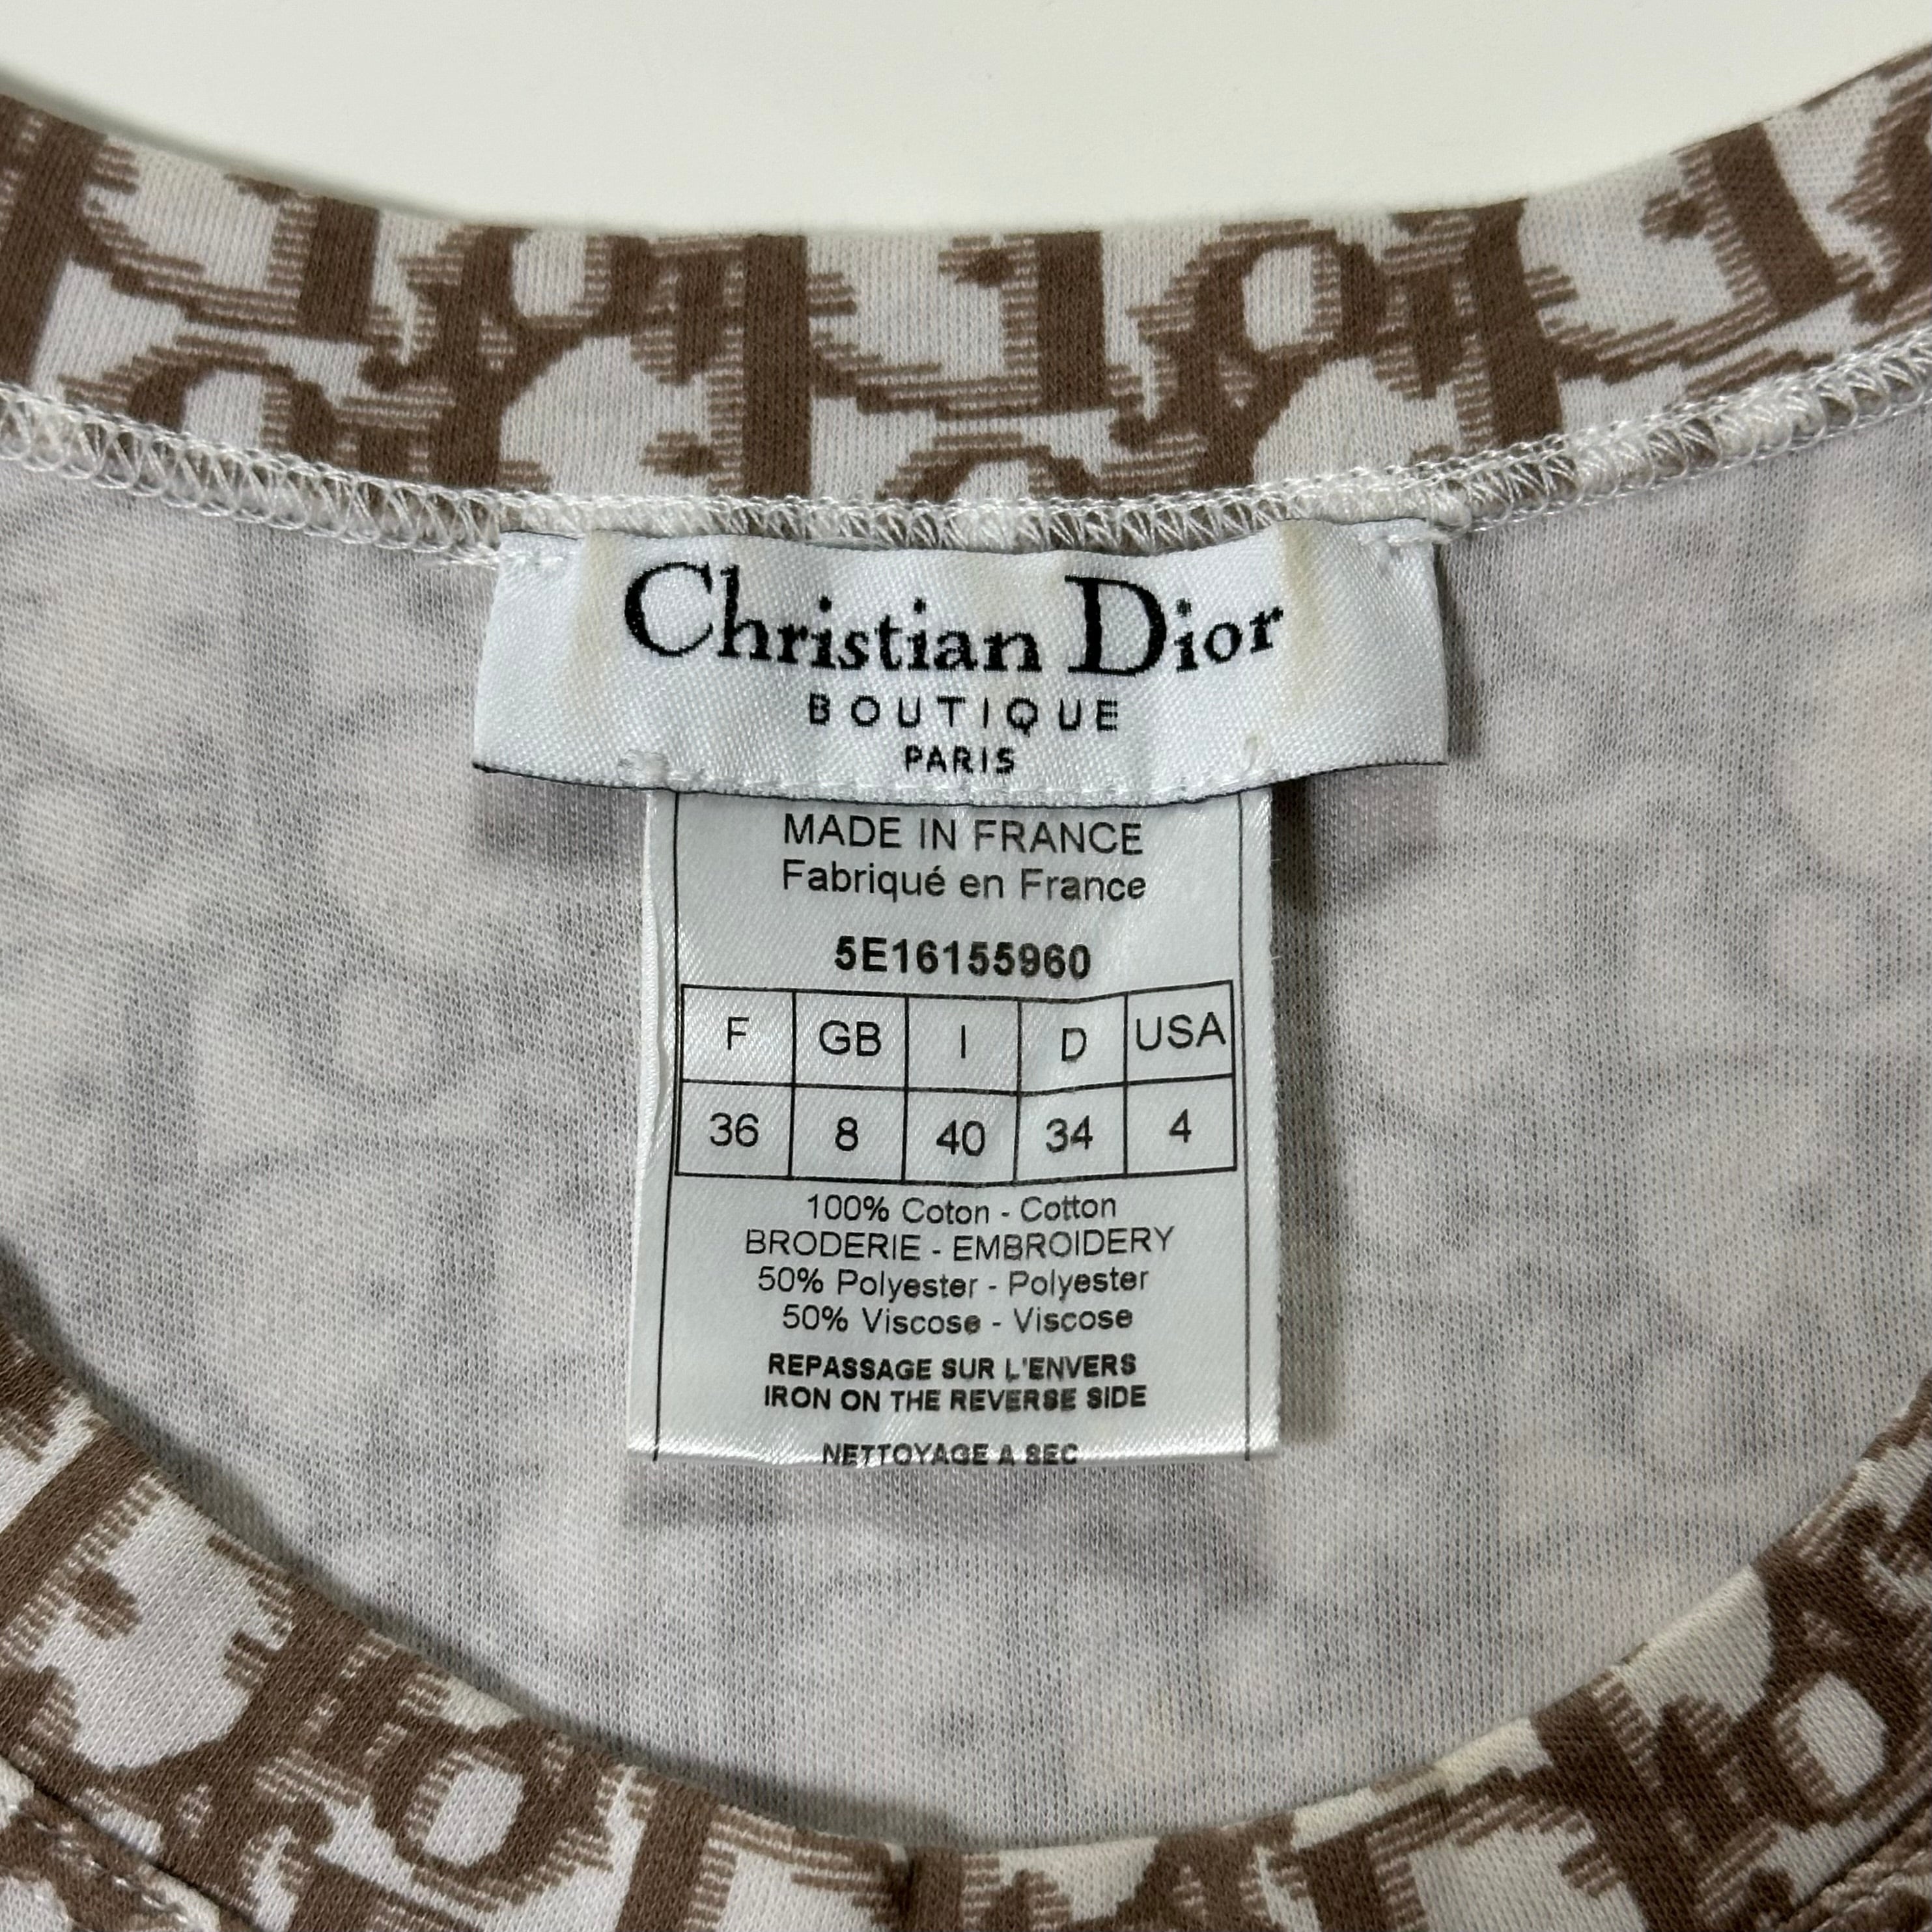 Christian Dior
BOUTIQUE
PARIS
MADE IN FRANCE
Fabriqué en France
5E16155960
F GB I D USA
36 8 40 34 4
100% Coton - Cotton
BRODERIE - EMBROIDERY
50% Polyester - Polyester
50% Viscose - Viscose
REPASSAGE SUR L'ENVERS
IRON ON THE REVERSE SIDE
NETTOYAGE A SEC